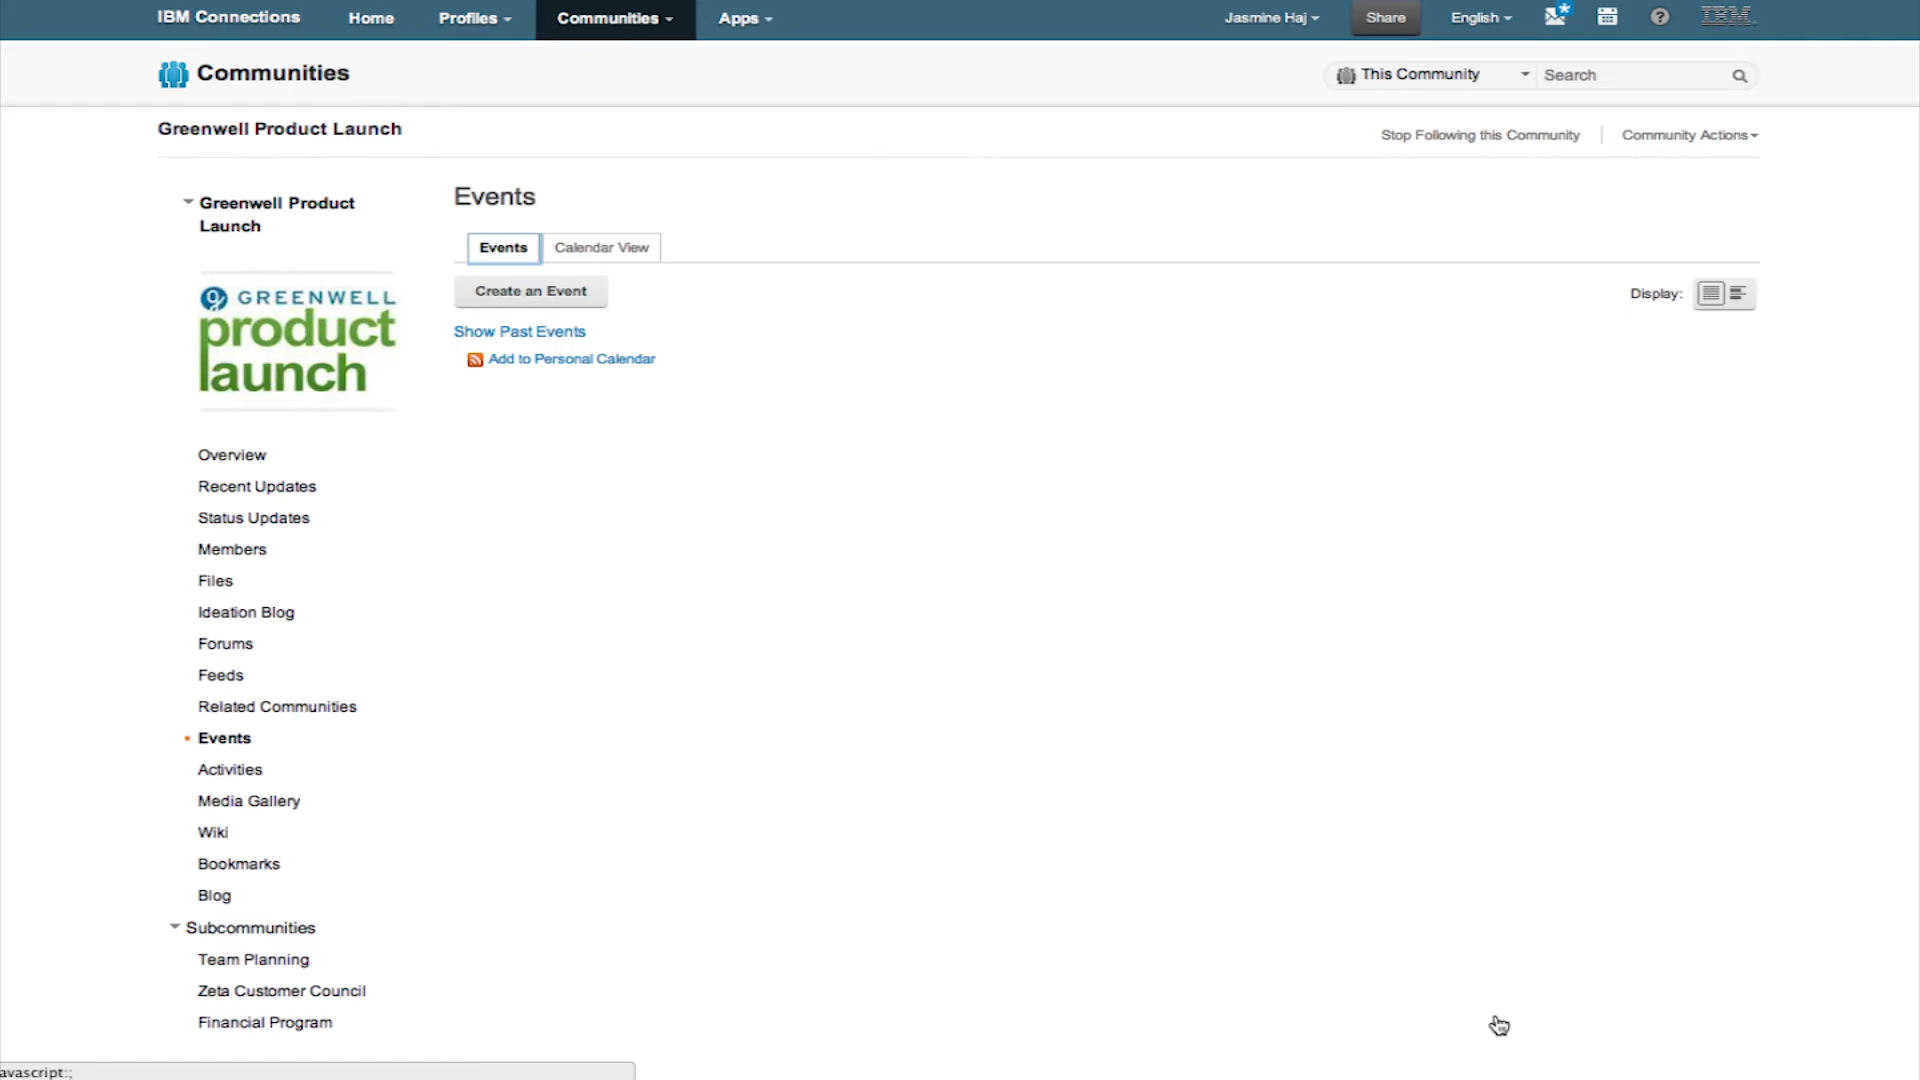 IBM Connections Home Profiles Communities Apps Jasmine Haj Share English IBM
Communities This Community Search
Greenwell Product Launch Stop Following this Community Community Actions
Greenwell Product
Launch
Events
Events Calendar View
GREENWELL
product
launch
Create an Event Display:
Show Past Events
Add to Personal Calendar
Overview
Recent Updates
Status Updates
Members
Files
Ideation Blog
Forums
Feeds
Related Communities
Events
Activities
Media Gallery
Wiki
Bookmarks
Blog
Subcommunities
Team Planning
Zeta Customer Council
Financial Program
avascript:;